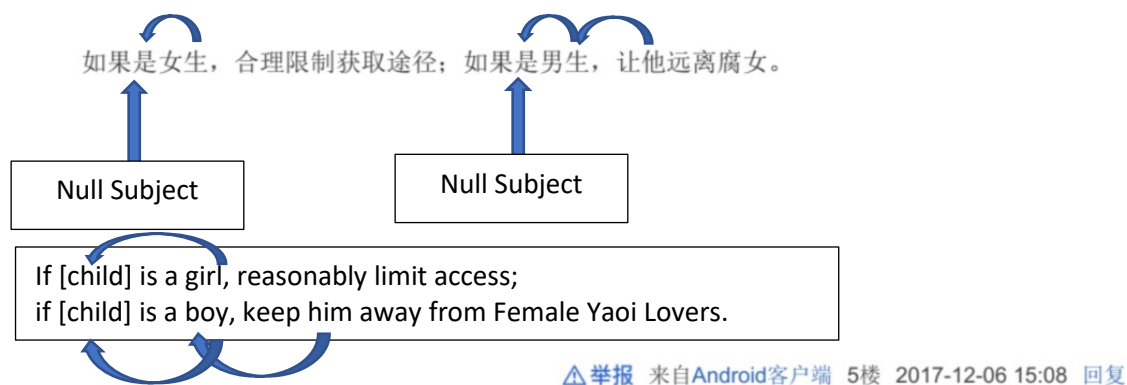 如果是女生，合理限制获取途径；如果是男生，让他远离腐女。
Null Subject
Null Subject
If [child] is a girl, reasonably limit access;
if [child] is a boy, keep him away from Female Yaoi Lovers.
举报 来自Android客户端 5楼 2017-12-06 15:08 回复